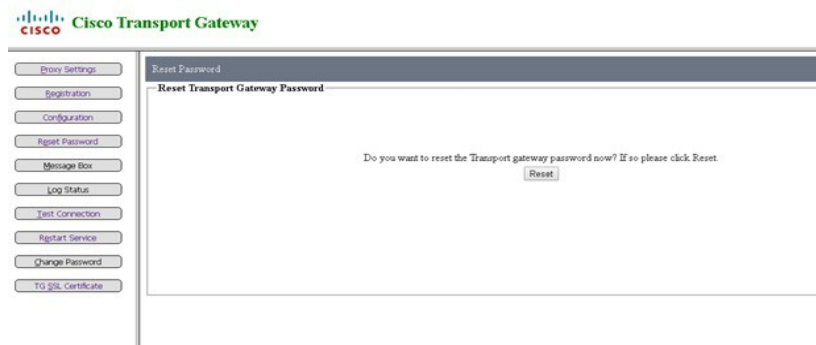 CISCO Cisco Transport Gateway
Proxy Settings
Registration
Configuration
Reset Password
Message Box
Log Status
Test Connection
Restart Service
Change Password
TG SSL Certificate
Reset Password
Reset Transport Gateway Password
Do you want to reset the Transport gateway password now? If so please click Reset.
Reset